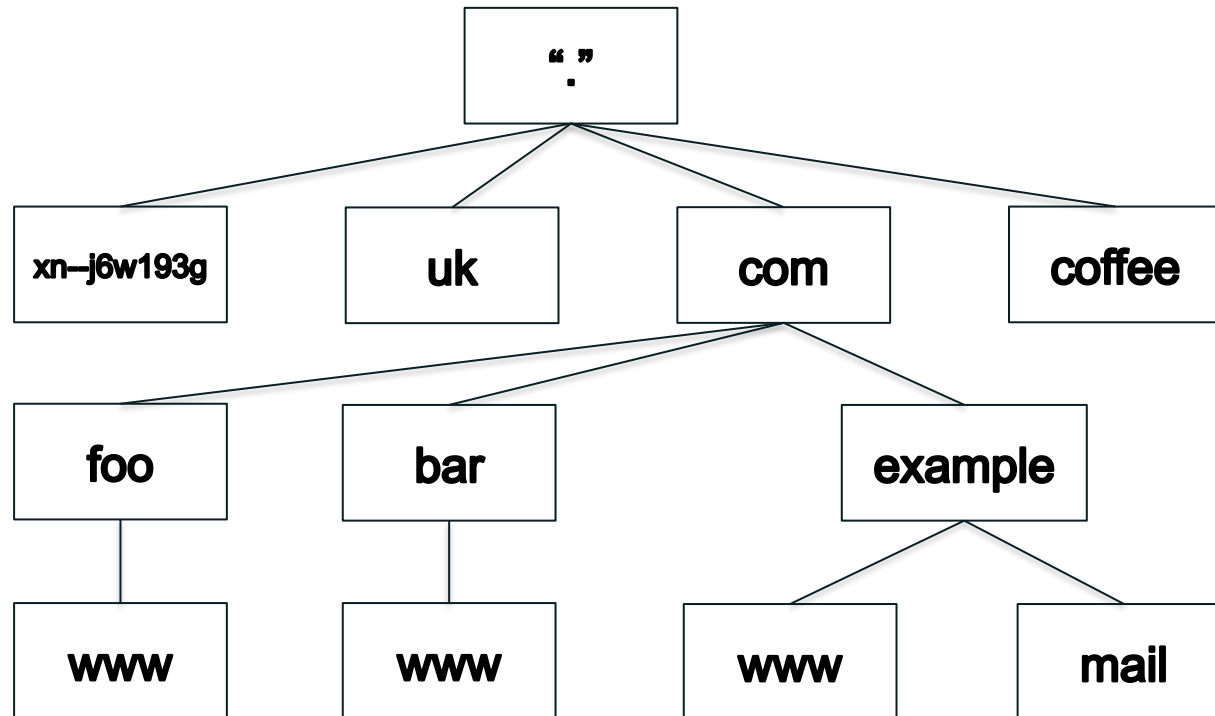 “.”
xn--j6w193g
uk
com
coffee
foo
bar
example
www
www
www
mail